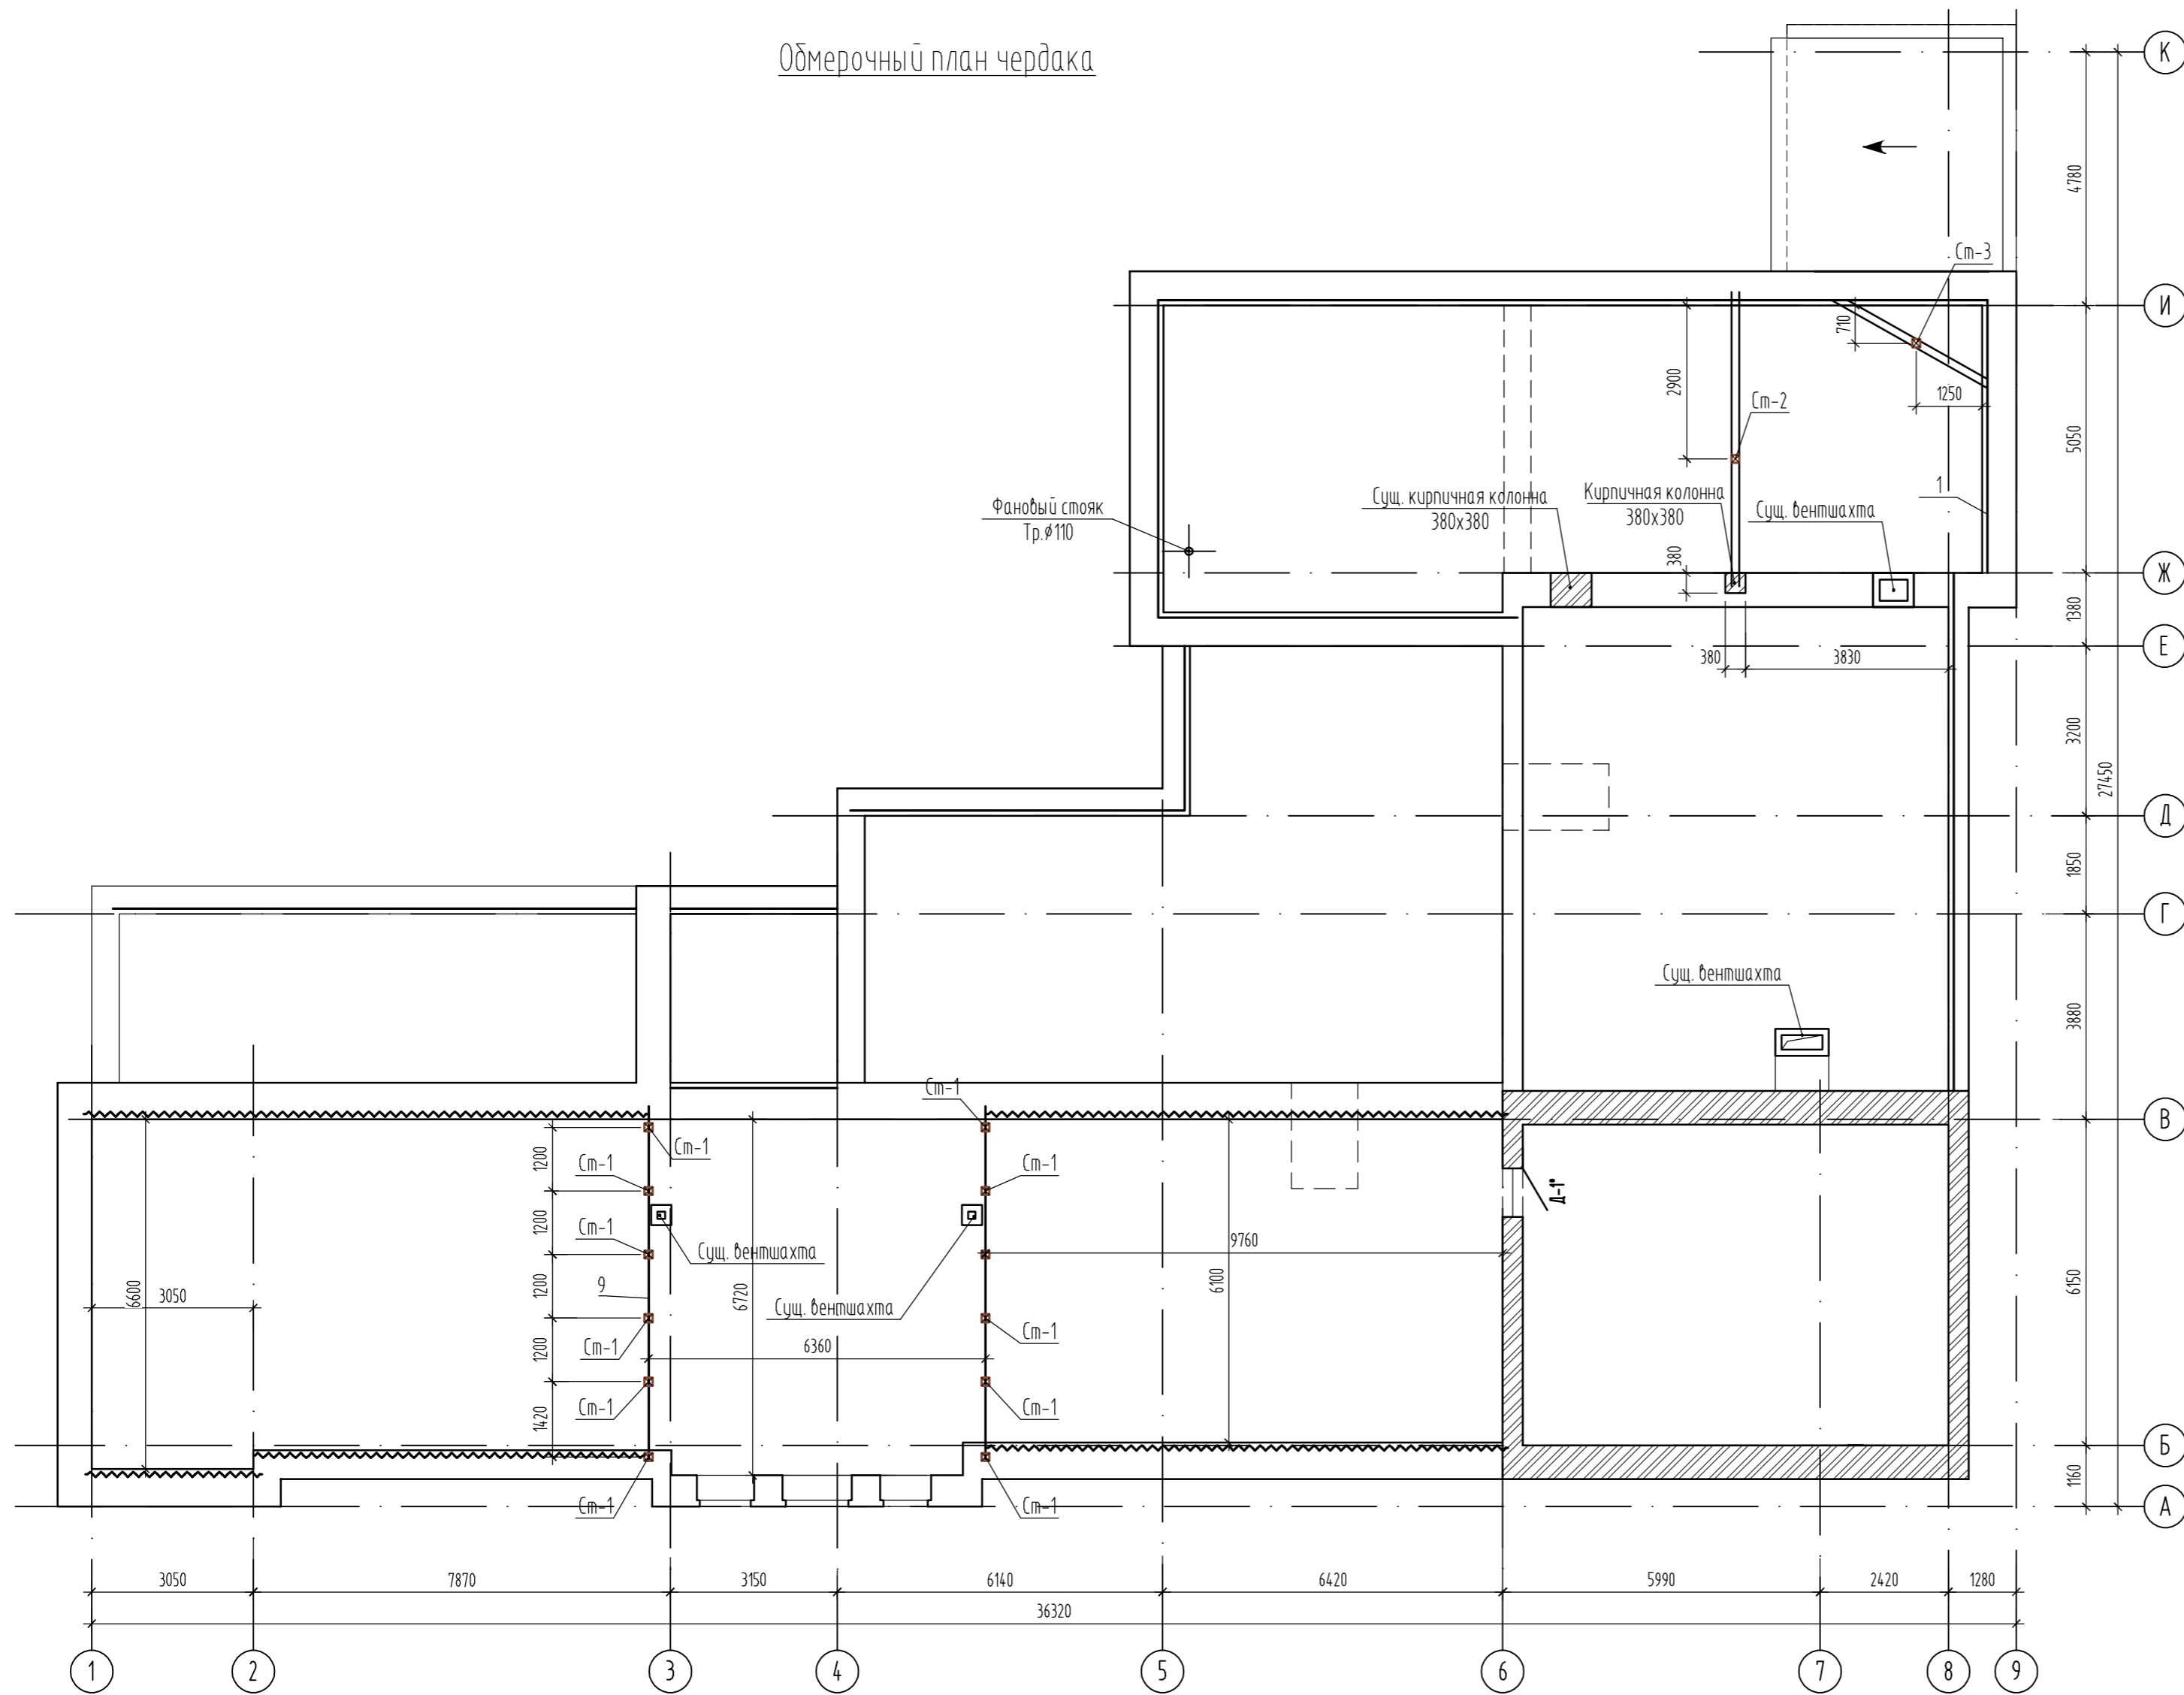 Обмерочный план чердака
К
4780
Ст-3
И
710
2900
1250
Ст-2
5050
1
Сущ. кирпичная колонна
380х380
Кирпичная колонна
380х380
Сущ. вентшахта
Фановый стояк
Тр.ø110
380
Ж
1380
Е
380
3830
3200
27450
Д
1850
Г
Сущ. вентшахта
3880
Ст-1
В
Ст-1
1200
Ст-1
Ст-1
Д-1*
1200
Ст-1
Сущ. вентшахта
9760
6600
3050
1200
9
6720
Сущ. вентшахта
6100
6150
Ст-1
1200
6360
Ст-1
Ст-1
1420
Ст-1
Б
1160
Ст-1
Ст-1
А
3050
7870
3150
6140
6420
5990
2420
1280
36320
1
2
3
4
5
6
7
8
9